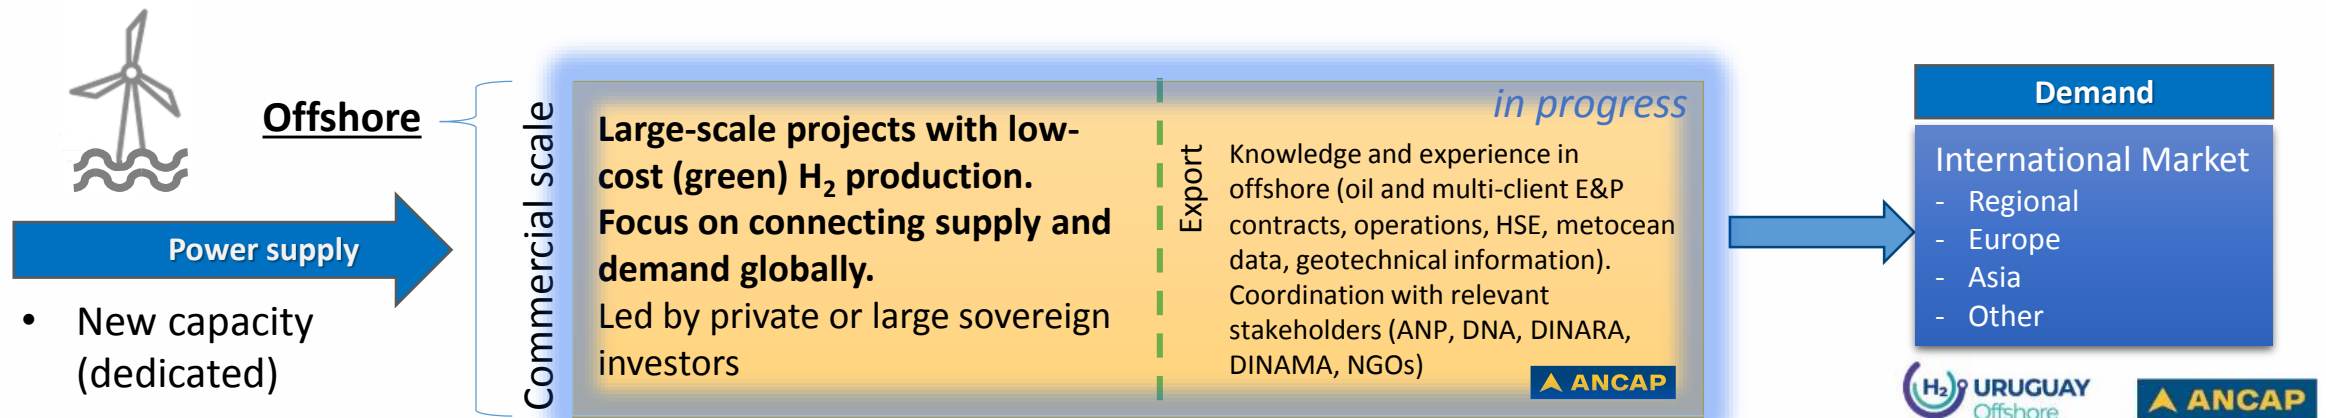 Offshore
Power supply
• New capacity
(dedicated)
Commercial scale
Large-scale projects with low-
cost (green) H₂ production.
Focus on connecting supply and
demand globally.
Led by private or large sovereign
investors
in progress
Export
Knowledge and experience in
offshore (oil and multi-client E&P
contracts, operations, HSE, metocean
data, geotechnical information).
Coordination with relevant
stakeholders (ANP, DNA, DINARA,
DINAMA, NGOs)
ANCAP
Demand
International Market
- Regional
- Europe
- Asia
- Other
H₂ URUGUAY
Offshore
ANCAP